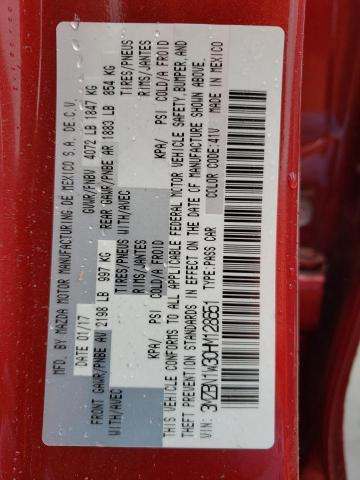 MFD. BY MAZDA MOTOR MANUFACTURING DE MEXICO S.A. DE C.V.
DATE 01/17 GVWR/PNBV 4072 LB 1847 KG
FRONT GAWR/PNBE AV 2198 LB 997 KG REAR GAWR/PNBE AR 1883 LB 854 KG
WITH/AVEC TIRES/PNEUS WITH/AVEC TIRES/PNEUS
RIMS/JANTES RIMS/JANTES
KPA/ PSI COLD/A FROID KPA/ PSI COLD/A FROID
THIS VEHICLE CONFORMS TO ALL APPLICABLE FEDERAL MOTOR VEHICLE SAFETY, BUMPER, AND
THEFT PREVENTION STANDARDS IN EFFECT ON THE DATE OF MANUFACTURE SHOWN ABOVE.
VIN: 3MZBN1W30HM128551 TYPE:PASS CAR COLOR CODE:41V MADE IN MEXICO